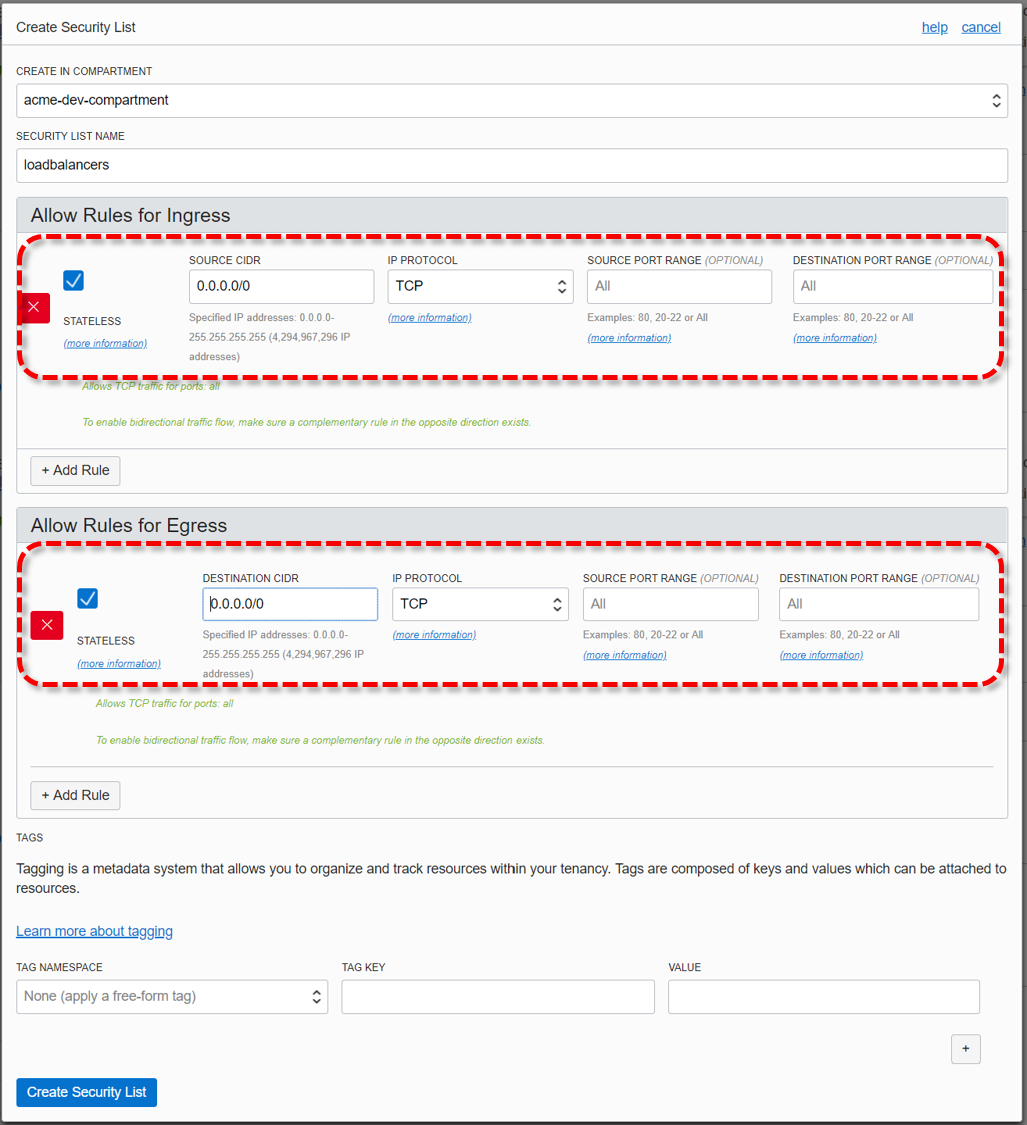 Create Security List
help cancel
CREATE IN COMPARTMENT
acme-dev-compartment
SECURITY LIST NAME
loadbalancers
Allow Rules for Ingress
SOURCE CIDR IP PROTOCOL SOURCE PORT RANGE (OPTIONAL) DESTINATION PORT RANGE (OPTIONAL)
0.0.0.0/0 TCP All All
STATELESS
(more information)
Specified IP addresses: 0.0.0.0-
255.255.255.255 (4,294,967,296 IP
addresses)
(more information)
Examples: 80, 20-22 or All
(more information)
Examples: 80, 20-22 or All
(more information)
Allows TCP traffic for ports: all
To enable bidirectional traffic flow, make sure a complementary rule in the opposite direction exists.
+ Add Rule
Allow Rules for Egress
DESTINATION CIDR IP PROTOCOL SOURCE PORT RANGE (OPTIONAL) DESTINATION PORT RANGE (OPTIONAL)
0.0.0.0/0 TCP All All
STATELESS
(more information)
Specified IP addresses: 0.0.0.0-
255.255.255.255 (4,294,967,296 IP
addresses)
(more information)
Examples: 80, 20-22 or All
(more information)
Examples: 80, 20-22 or All
(more information)
Allows TCP traffic for ports: all
To enable bidirectional traffic flow, make sure a complementary rule in the opposite direction exists.
+ Add Rule
TAGS
Tagging is a metadata system that allows you to organize and track resources within your tenancy. Tags are composed of keys and values which can be attached to
resources.
Learn more about tagging
TAG NAMESPACE TAG KEY VALUE
None (apply a free-form tag)
+
Create Security List